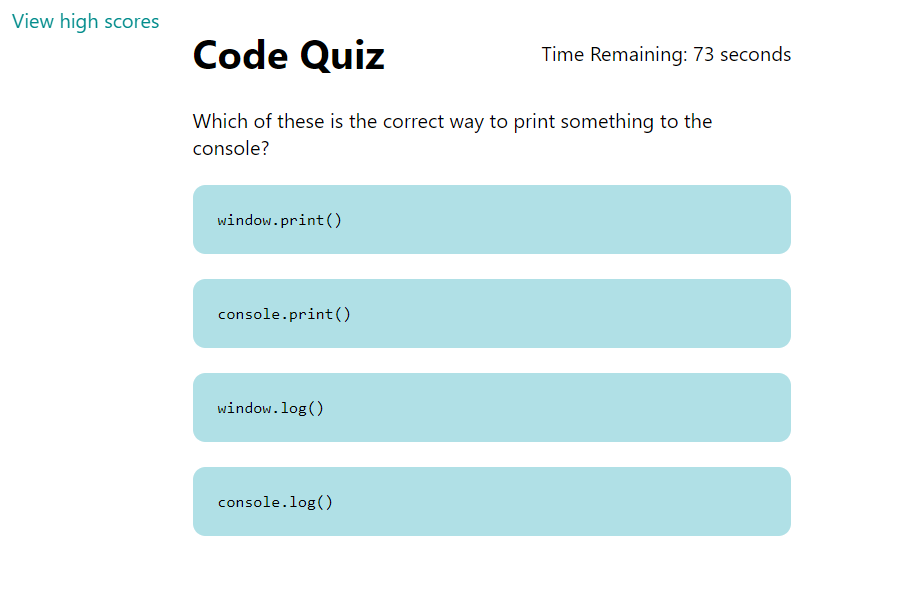 View high scores
Code Quiz
Time Remaining: 73 seconds
Which of these is the correct way to print something to the
console?
window.print()
console.print()
window.log()
console.log()